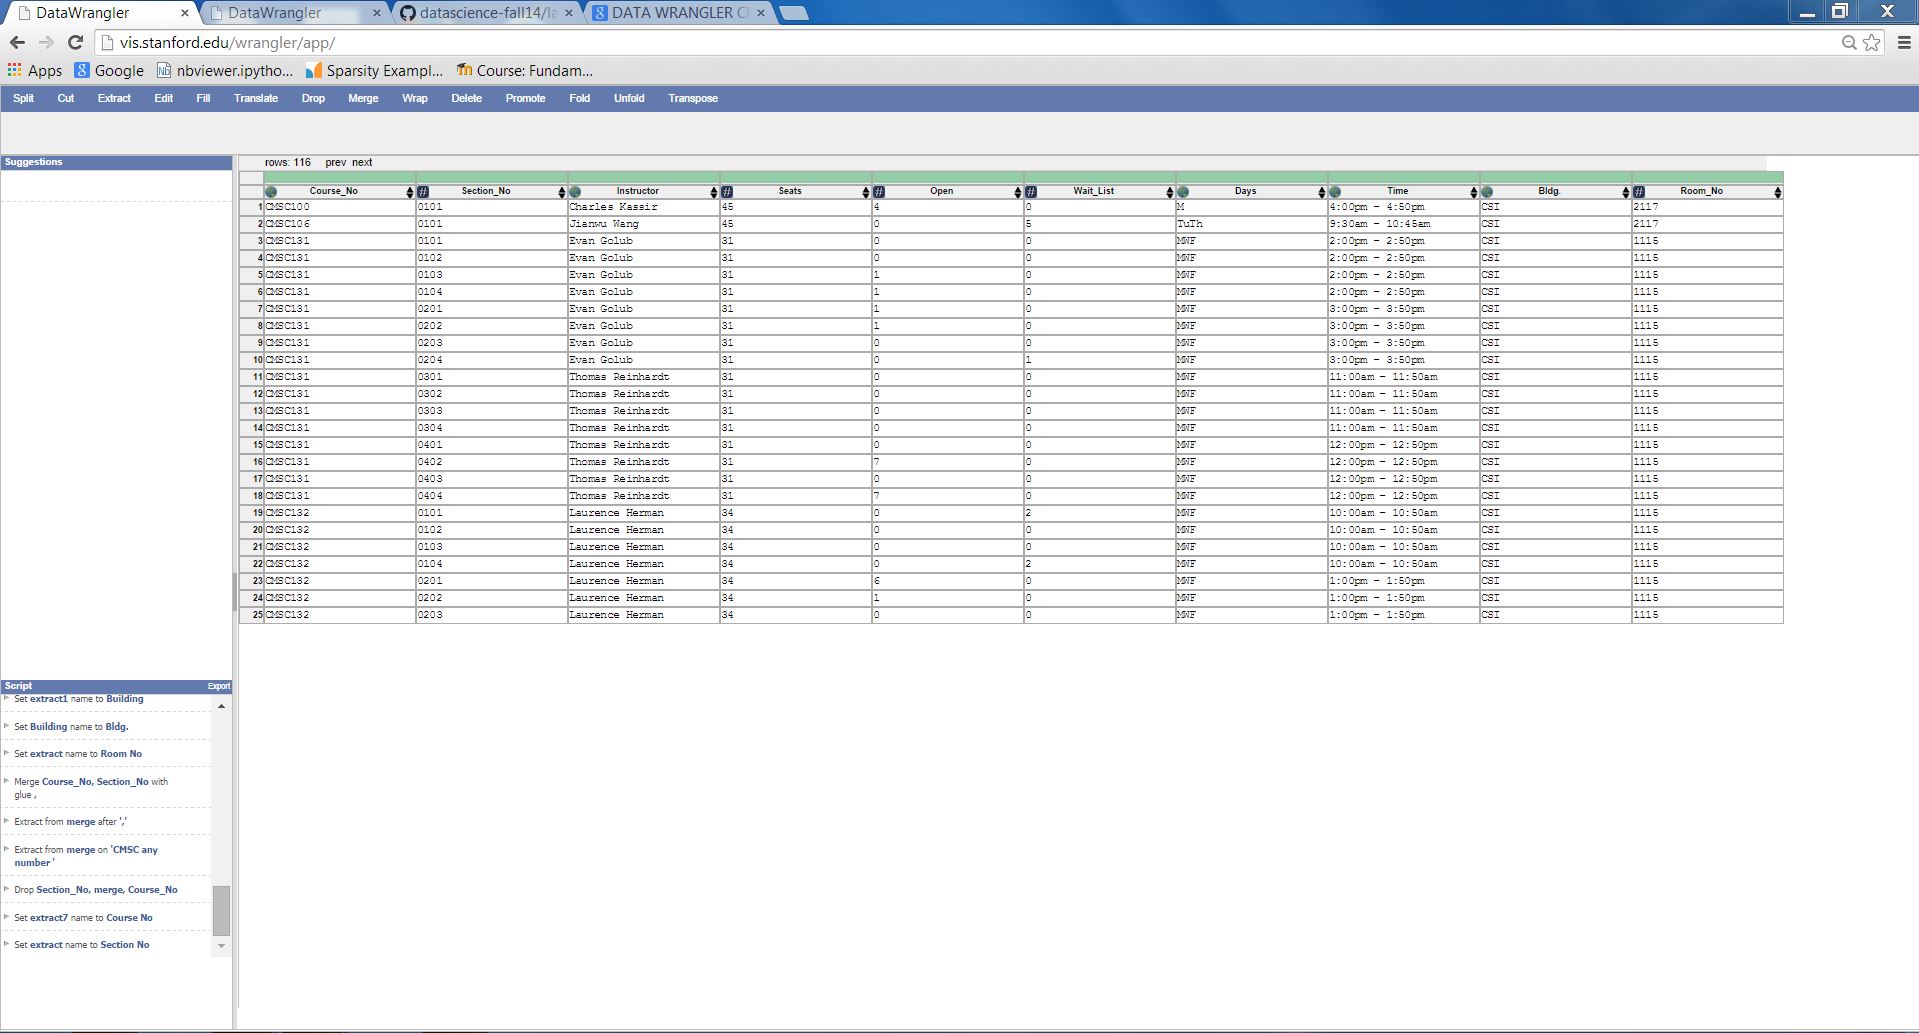 DataWrangler
DataWrangler
datascience-fall14/la
DATA WRANGLER Cl
vis.stanford.edu/wrangler/app/
Apps Google nbviewer.ipytho... Sparsity Exampl... Course: Fundam...
Split Cut Extract Edit Fill Translate Drop Merge Wrap Delete Promote Fold Unfold Transpose
Suggestions
rows: 116 prev next
Course_No Section_No Instructor Seats Open Wait_List Days Time Bldg. Room_No
1 CMSC100 0101 Charles Kassir 45 4 0 M 4:00pm - 4:50pm CSI 2117
2 CMSC106 0101 Jianwu Wang 45 0 5 TuTh 9:30am - 10:45am CSI 2117
3 CMSC131 0101 Evan Golub 31 0 0 MWF 2:00pm - 2:50pm CSI 1115
4 CMSC131 0102 Evan Golub 31 0 0 MWF 2:00pm - 2:50pm CSI 1115
5 CMSC131 0103 Evan Golub 31 1 0 MWF 2:00pm - 2:50pm CSI 1115
6 CMSC131 0104 Evan Golub 31 1 0 MWF 2:00pm - 2:50pm CSI 1115
7 CMSC131 0201 Evan Golub 31 1 0 MWF 3:00pm - 3:50pm CSI 1115
8 CMSC131 0202 Evan Golub 31 1 0 MWF 3:00pm - 3:50pm CSI 1115
9 CMSC131 0203 Evan Golub 31 0 0 MWF 3:00pm - 3:50pm CSI 1115
10 CMSC131 0204 Evan Golub 31 0 1 MWF 3:00pm - 3:50pm CSI 1115
11 CMSC131 0301 Thomas Reinhardt 31 0 0 MWF 11:00am - 11:50am CSI 1115
12 CMSC131 0302 Thomas Reinhardt 31 0 0 MWF 11:00am - 11:50am CSI 1115
13 CMSC131 0303 Thomas Reinhardt 31 0 0 MWF 11:00am - 11:50am CSI 1115
14 CMSC131 0304 Thomas Reinhardt 31 0 0 MWF 11:00am - 11:50am CSI 1115
15 CMSC131 0401 Thomas Reinhardt 31 0 0 MWF 12:00pm - 12:50pm CSI 1115
16 CMSC131 0402 Thomas Reinhardt 31 7 0 MWF 12:00pm - 12:50pm CSI 1115
17 CMSC131 0403 Thomas Reinhardt 31 0 0 MWF 12:00pm - 12:50pm CSI 1115
18 CMSC131 0404 Thomas Reinhardt 31 7 0 MWF 12:00pm - 12:50pm CSI 1115
19 CMSC132 0101 Laurence Herman 34 0 2 MWF 10:00am - 10:50am CSI 1115
20 CMSC132 0102 Laurence Herman 34 0 0 MWF 10:00am - 10:50am CSI 1115
21 CMSC132 0103 Laurence Herman 34 0 0 MWF 10:00am - 10:50am CSI 1115
22 CMSC132 0104 Laurence Herman 34 0 2 MWF 10:00am - 10:50am CSI 1115
23 CMSC132 0201 Laurence Herman 34 6 0 MWF 1:00pm - 1:50pm CSI 1115
24 CMSC132 0202 Laurence Herman 34 1 0 MWF 1:00pm - 1:50pm CSI 1115
25 CMSC132 0203 Laurence Herman 34 0 0 MWF 1:00pm - 1:50pm CSI 1115
Script Export
Set extract1 name to Building
Set Building name to Bldg.
Set extract name to Room No
Merge Course_No, Section_No with
glue ,
Extract from merge after ','
Extract from merge on 'CMSC any
number '
Drop Section_No, merge, Course_No
Set extract7 name to Course No
Set extract name to Section No